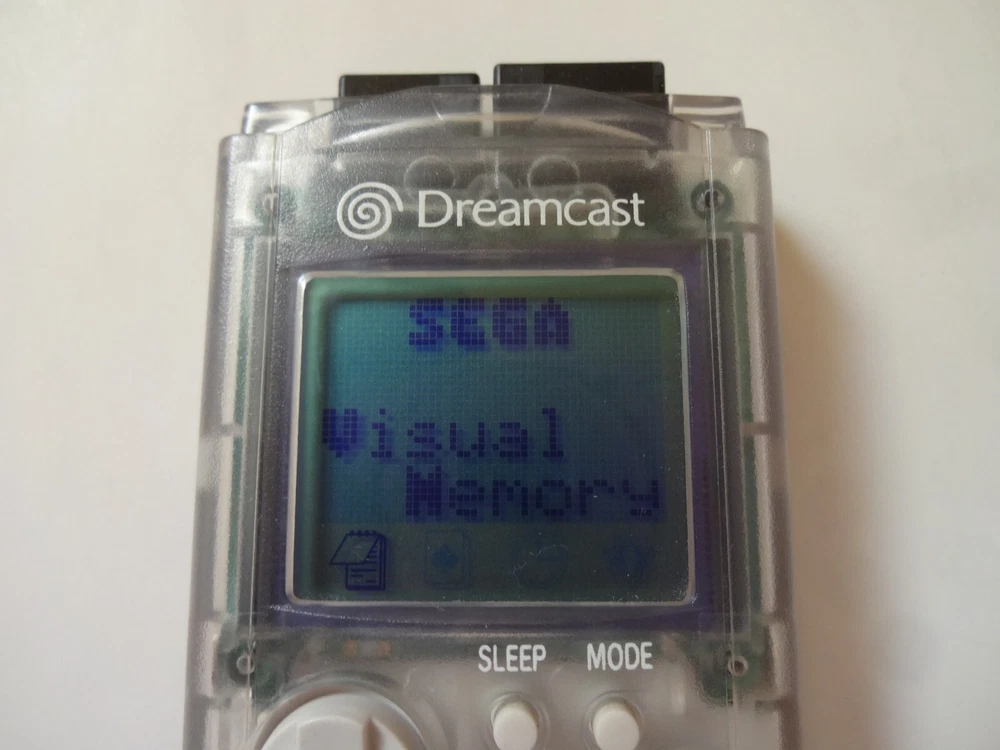 Dreamcast
SEGA
Visual
Memory
SLEEP MODE